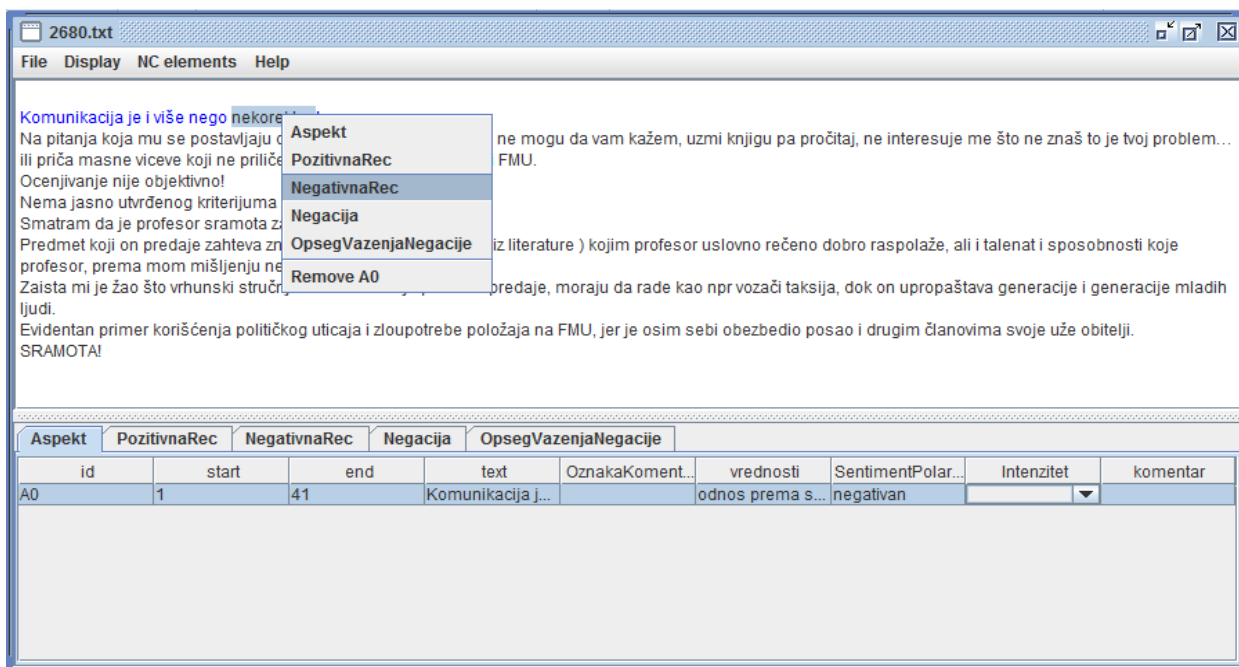 2680.txt
File Display NC elements Help
Komunikacija je i više nego
Na pitanja koja mu se postavljaju ne mogu da vam kažem, uzmi knjigu pa pročitaj, ne interesuje me što ne znaš to je tvoj problem...
ili priča masne viceve koji ne priliče FMU.
Ocenjivanje nije objektivno!
Nema jasno utvrđenog kriterijuma
Smatram da je profesor sramota
Predmet koji on predaje zahteva iz literature ) kojim profesor uslovno rečeno dobro raspolaže, ali i talenat i sposobnosti koje
profesor, prema mom mišljenju
Zaista mi je žao što vrhunski predaje, moraju da rade kao npr vozači taksija, dok on upropaštava generacije i generacije mladih
ljudi.
Evidentan primer korišćenja političkog uticaja i zloupotrebe položaja na FMU, jer je osim sebi obezbedio posao i drugim članovima svoje uže obitelji.
SRAMOTA!
Aspekt
PozitivnaRec
NegativnaRec
Negacija
OpsegVazenjaNegacije
Remove A0
Aspekt PozitivnaRec NegativnaRec Negacija OpsegVazenjaNegacije
id start end text OznakaKoment... vrednosti SentimentPolar... Intenzitet komentar
A0 1 41 Komunikacija j... odnos prema s... negativan